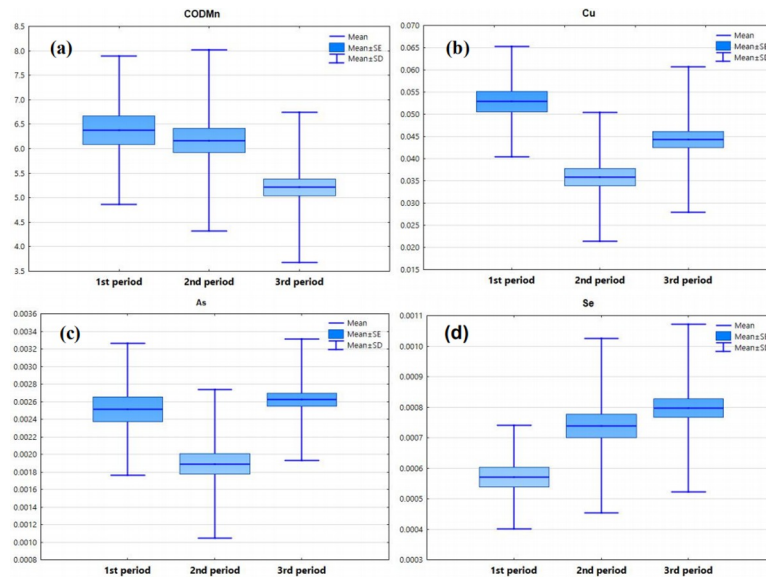 CODMn
(a)
Mean
Mean±SE
Mean±SD
8.5
8.0
7.5
7.0
6.5
6.0
5.5
5.0
4.5
4.0
3.5
1st period 2nd period 3rd period
Cu
(b)
Mean
Mean±SE
Mean±SD
0.070
0.065
0.060
0.055
0.050
0.045
0.040
0.035
0.030
0.025
0.020
0.015
1st period 2nd period 3rd period
As
(c)
Mean
Mean±SE
Mean±SD
0.0036
0.0034
0.0032
0.0030
0.0028
0.0026
0.0024
0.0022
0.0020
0.0018
0.0016
0.0014
0.0012
0.0010
0.0008
1st period 2nd period 3rd period
Se
(d)
Mean
Mean±SE
Mean±SD
0.0011
0.0010
0.0009
0.0008
0.0007
0.0006
0.0005
0.0004
0.0003
1st period 2nd period 3rd period